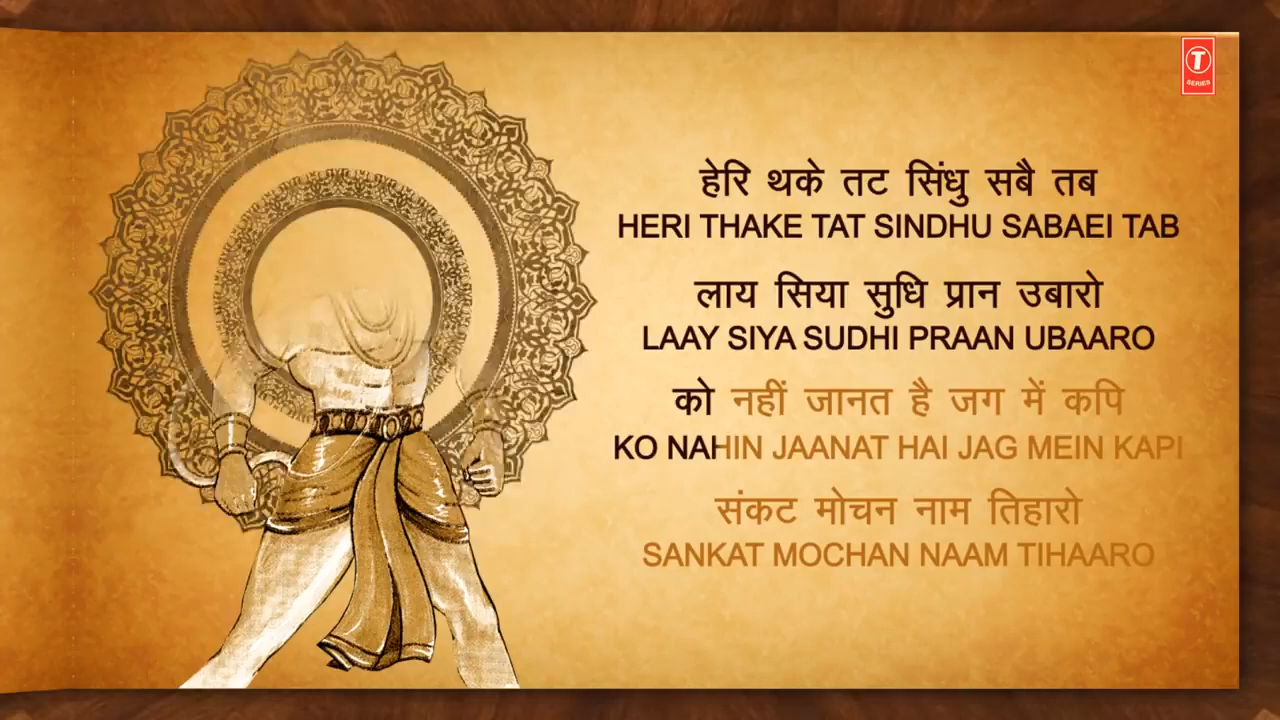 T
SERIES
हेरि थके तट सिंधु सबै तब
HERI THAKE TAT SINDHU SABAEI TAB
लाय सिया सुधि प्रान उबारो
LAAY SIYA SUDHI PRAAN UBAARO
को नहीं जानत है जग में कपि
KO NAHIN JAANAT HAI JAG MEIN KAPI
संकट मोचन नाम तिहारो
SANKAT MOCHAN NAAM TIHAARO